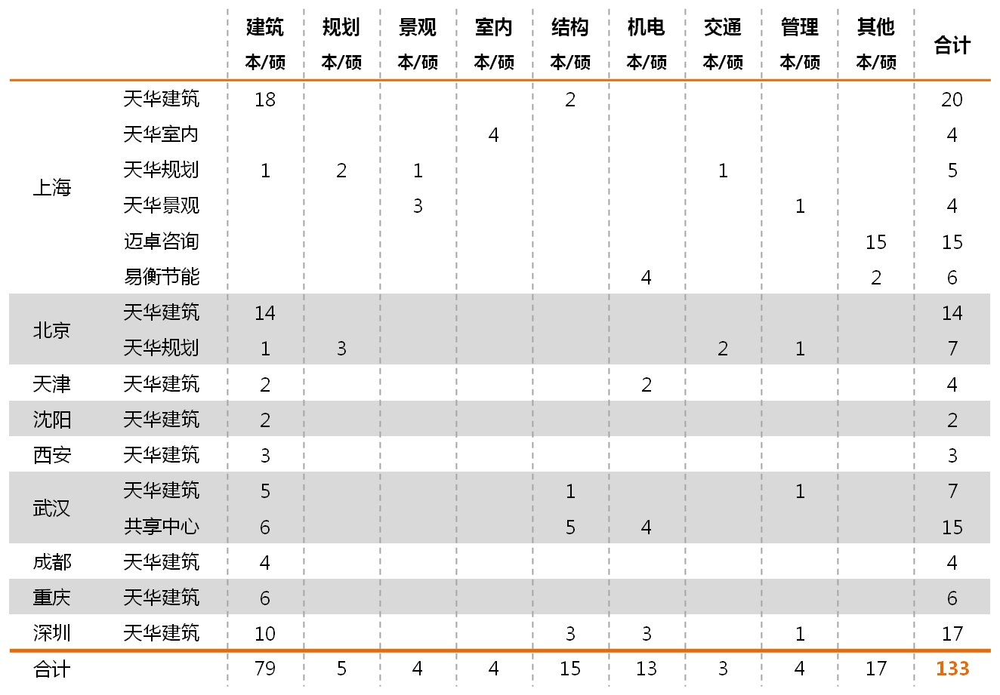 建筑 规划 景观 室内 结构 机电 交通 管理 其他 合计
本/硕 本/硕 本/硕 本/硕 本/硕 本/硕 本/硕 本/硕 本/硕
上海 天华建筑 18 2 20
天华室内 4 4
天华规划 1 2 1 1 5
天华景观 3 1 4
迈卓咨询 15 15
易衡节能 4 2 6
北京 天华建筑 14 14
天华规划 1 3 2 1 7
天津 天华建筑 2 2 4
沈阳 天华建筑 2 2
西安 天华建筑 3 3
武汉 天华建筑 5 1 1 7
共享中心 6 5 4 15
成都 天华建筑 4 4
重庆 天华建筑 6 6
深圳 天华建筑 10 3 3 1 17
合计 79 5 4 4 15 13 3 4 17 133